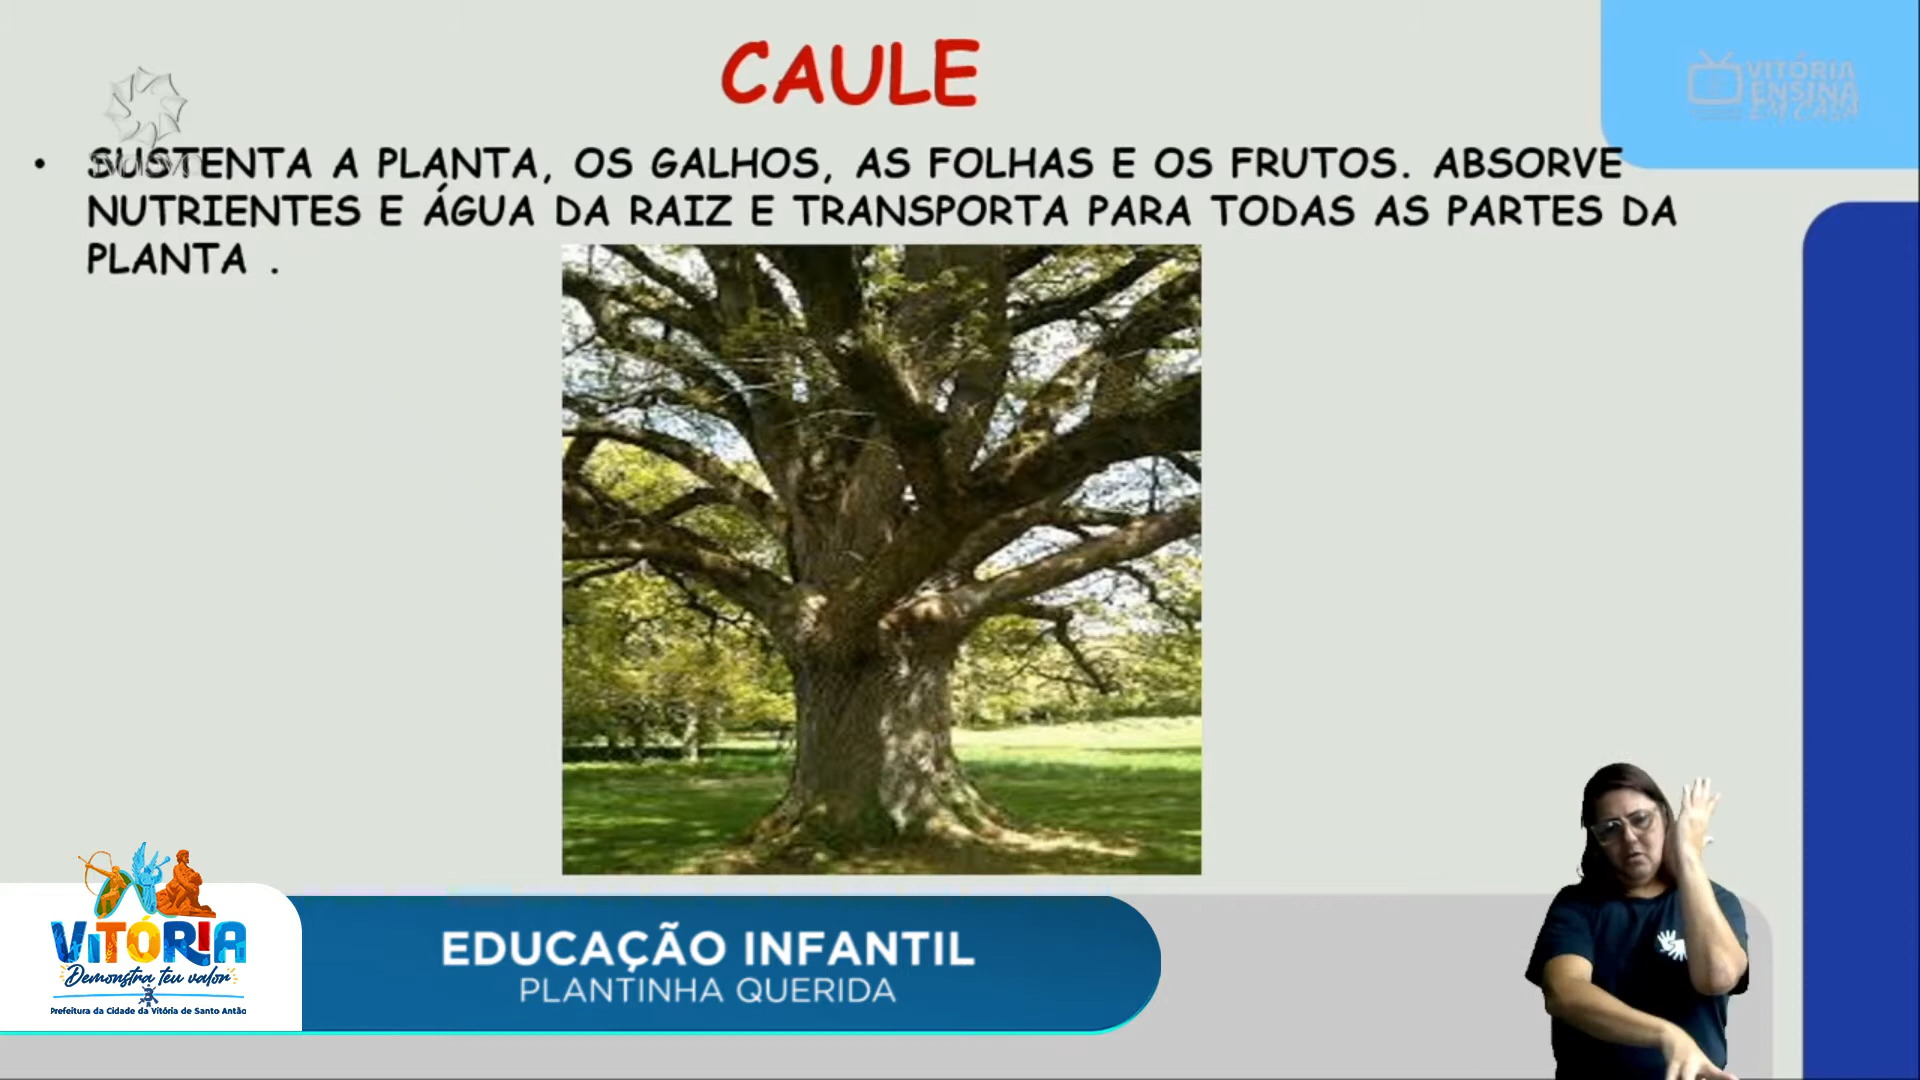 CAULE
VITÓRIA
ENSINA
EM CASA
• SUSTENTA A PLANTA, OS GALHOS, AS FOLHAS E OS FRUTOS. ABSORVE
NUTRIENTES E ÁGUA DA RAIZ E TRANSPORTA PARA TODAS AS PARTES DA
PLANTA .
VITÓRIA
Demonstra teu valor
Prefeitura da Cidade da Vitória de Santo Antão
EDUCAÇÃO INFANTIL
PLANTINHA QUERIDA